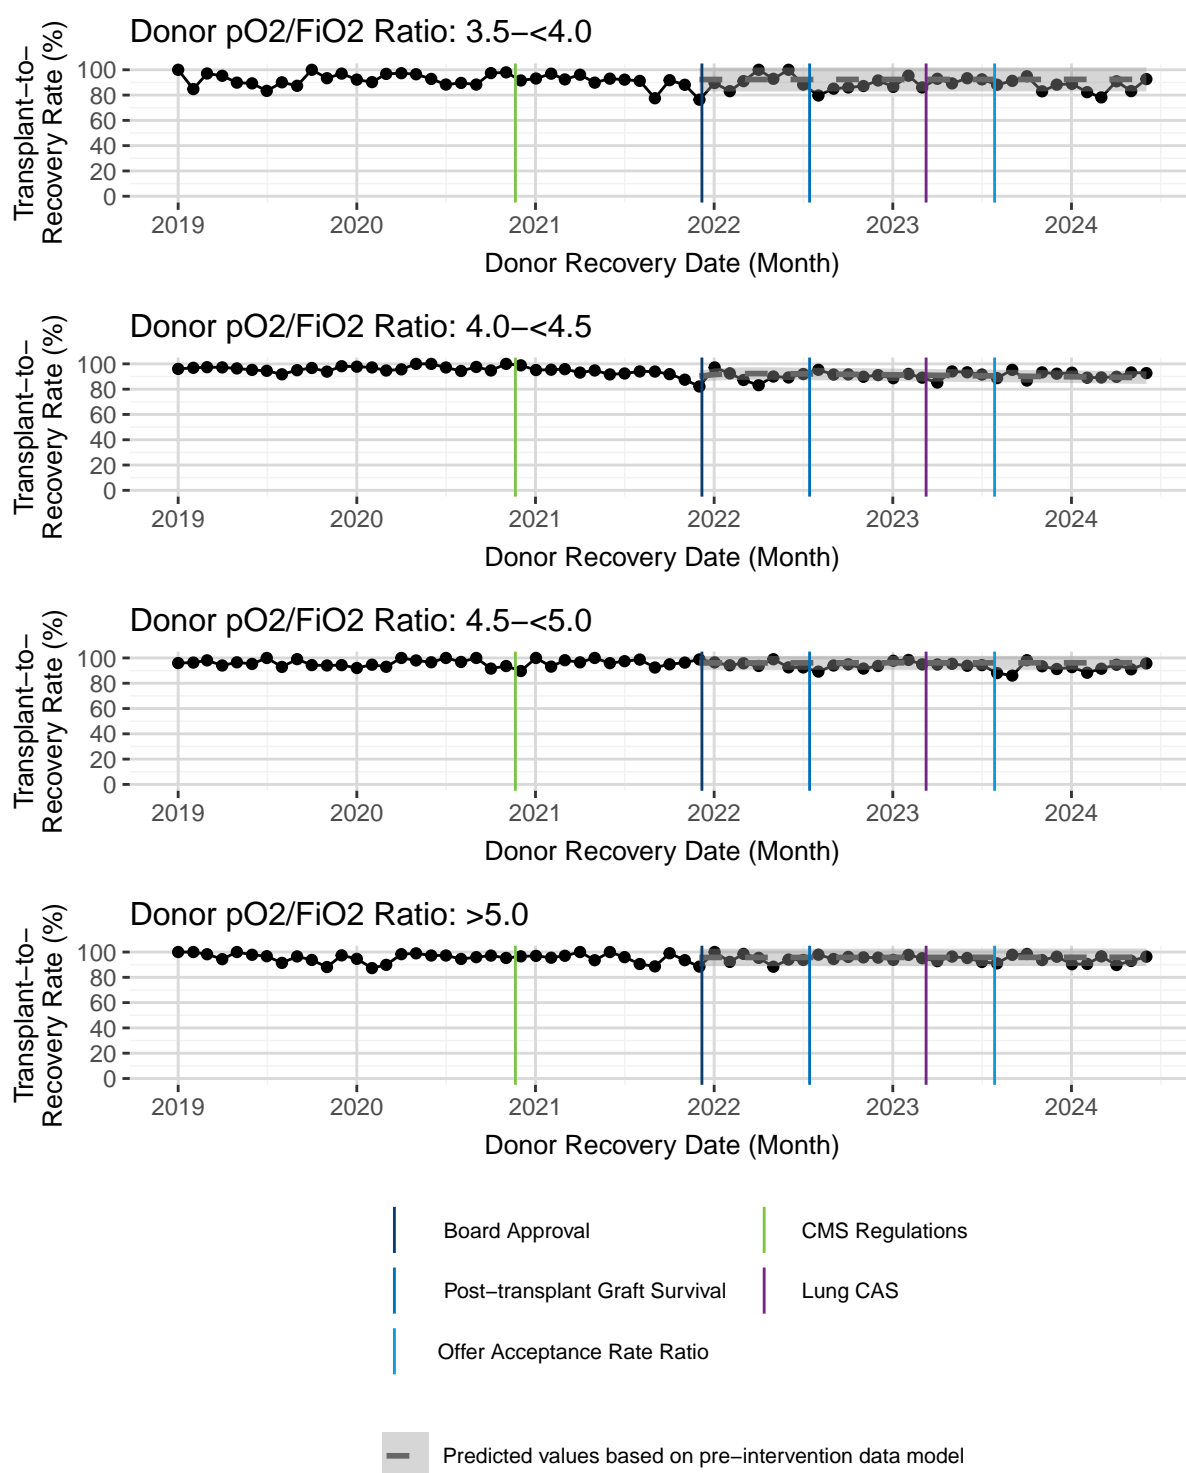 Donor pO2/FiO2 Ratio: 3.5−<4.0
Transplant−to−
Recovery Rate (%)
100
80
60
40
20
0
2019 2020 2021 2022 2023 2024
Donor Recovery Date (Month)
Donor pO2/FiO2 Ratio: 4.0−<4.5
Transplant−to−
Recovery Rate (%)
100
80
60
40
20
0
2019 2020 2021 2022 2023 2024
Donor Recovery Date (Month)
Donor pO2/FiO2 Ratio: 4.5−<5.0
Transplant−to−
Recovery Rate (%)
100
80
60
40
20
0
2019 2020 2021 2022 2023 2024
Donor Recovery Date (Month)
Donor pO2/FiO2 Ratio: >5.0
Transplant−to−
Recovery Rate (%)
100
80
60
40
20
0
2019 2020 2021 2022 2023 2024
Donor Recovery Date (Month)
Board Approval CMS Regulations
Post−transplant Graft Survival Lung CAS
Offer Acceptance Rate Ratio
Predicted values based on pre−intervention data model